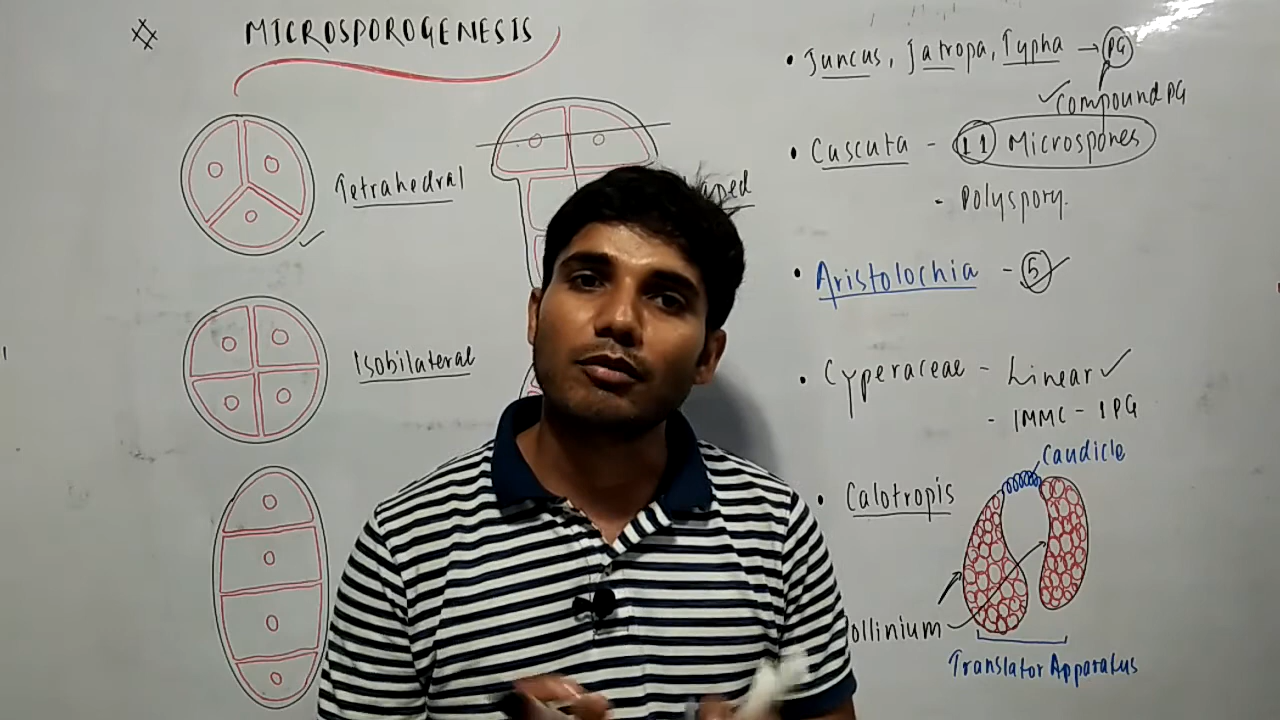 MICROSPOROGENESIS
Tetrahedral
aped
Isobilateral
• Juncus, Jatropa, Typha → PG
✓ Compound PG
• Cuscuta - 11 Microspores
- Polyspory.
• Aristolochia - 5
• Cyperaceae - Linear ✓
- 1MMC - 1PG
Caudicle
• Calotropis
ollinium
Translator Apparatus